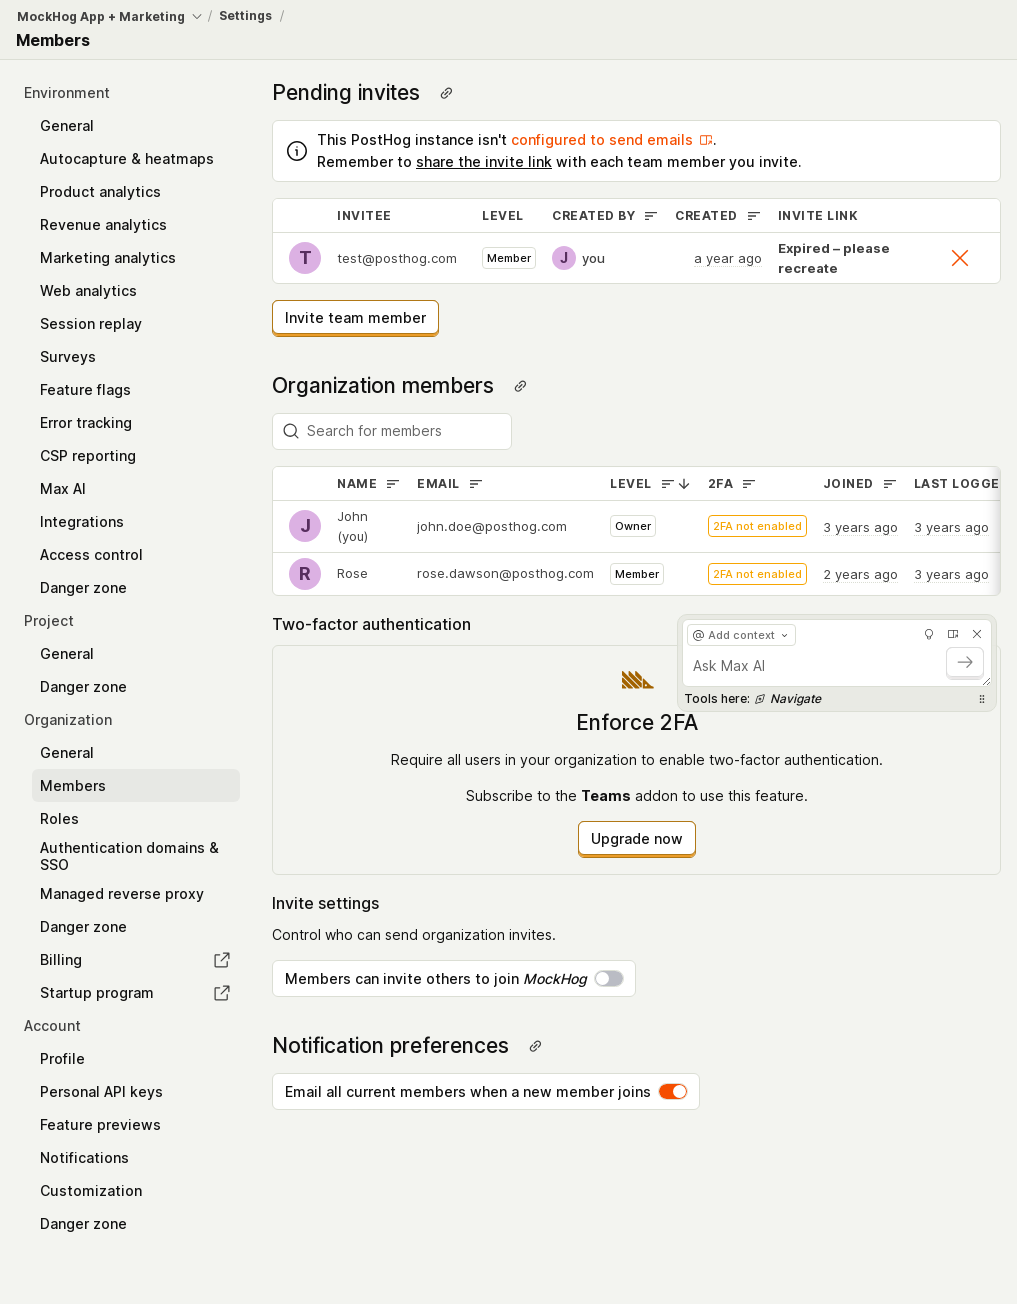 MockHog App + Marketing / Settings /
Members
Environment
General
Autocapture & heatmaps
Product analytics
Revenue analytics
Marketing analytics
Web analytics
Session replay
Surveys
Feature flags
Error tracking
CSP reporting
Max AI
Integrations
Access control
Danger zone
Project
General
Danger zone
Organization
General
Members
Roles
Authentication domains &
SSO
Managed reverse proxy
Danger zone
Billing
Startup program
Account
Profile
Personal API keys
Feature previews
Notifications
Customization
Danger zone
Pending invites
This PostHog instance isn't configured to send emails.
Remember to share the invite link with each team member you invite.
INVITEE LEVEL CREATED BY CREATED INVITE LINK
T test@posthog.com Member J you a year ago Expired – please
recreate
Invite team member
Organization members
Search for members
NAME EMAIL LEVEL 2FA JOINED LAST LOGGE
J John
(you) john.doe@posthog.com Owner 2FA not enabled 3 years ago 3 years ago
R Rose rose.dawson@posthog.com Member 2FA not enabled 2 years ago 3 years ago
Two-factor authentication
@ Add context
Ask Max AI
Tools here: Navigate
Enforce 2FA
Require all users in your organization to enable two-factor authentication.
Subscribe to the Teams addon to use this feature.
Upgrade now
Invite settings
Control who can send organization invites.
Members can invite others to join MockHog
Notification preferences
Email all current members when a new member joins